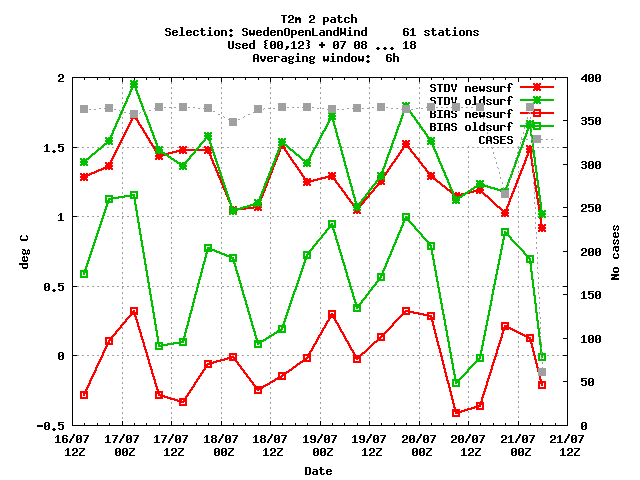 T2m 2 patch
Selection: SwedenOpenLandWind     61 stations
Used {00,12} + 07 08 ... 18
Averaging window:  6h
STDV newsurf
STDV oldsurf
BIAS newsurf
BIAS oldsurf
CASES
2
1.5
1
0.5
0
-0.5
deg C
400
350
300
250
200
150
100
50
0
No cases
16/07 17/07 17/07 18/07 18/07 19/07 19/07 20/07 20/07 21/07 21/07
12Z 00Z 12Z 00Z 12Z 00Z 12Z 00Z 12Z 00Z 12Z
Date